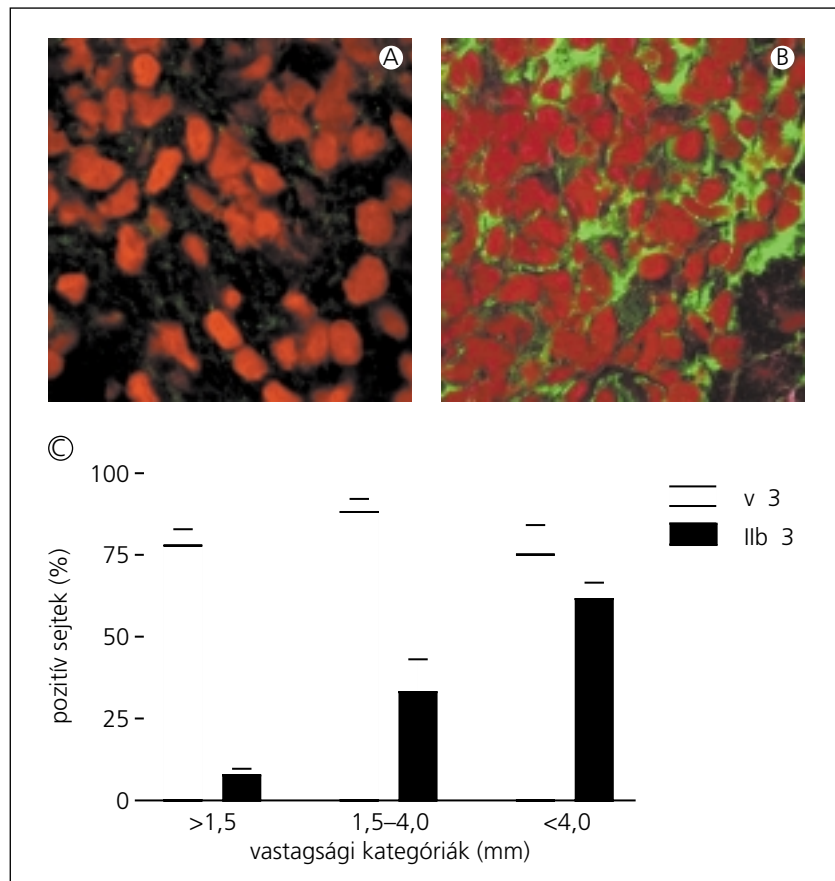 A
B
C
100
75
50
25
0
pozitív sejtek (%)
v 3
IIb 3
>1,5
1,5–4,0
<4,0
vastagsági kategóriák (mm)